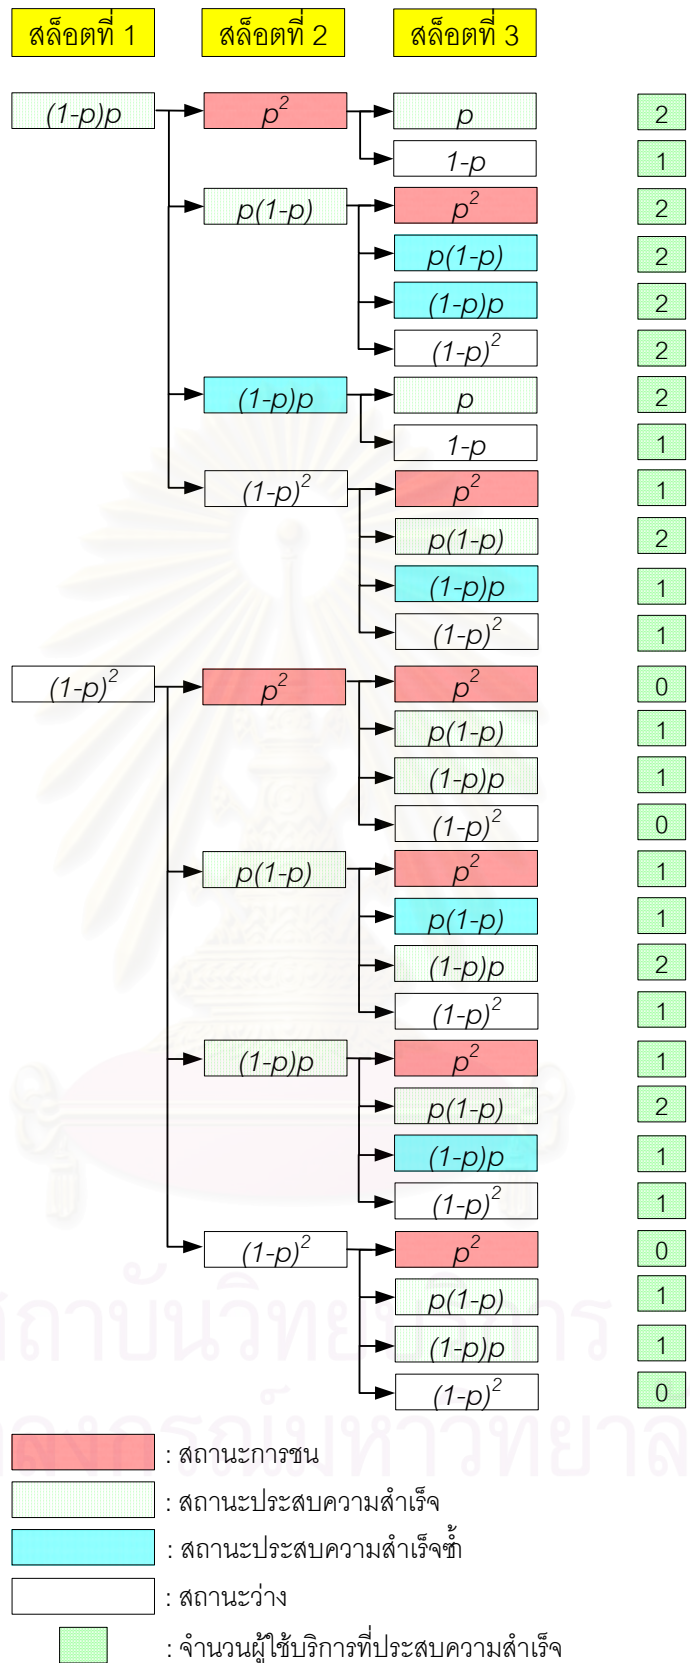 สล็อตที่ 1 สล็อตที่ 2 สล็อตที่ 3
(1-p)p p² p 2
1-p 1
p(1-p) p² 2
p(1-p) 2
(1-p)p 2
(1-p)² 2
(1-p)p p 2
1-p 1
(1-p)² p² 1
p(1-p) 2
(1-p)p 1
(1-p)² 1
(1-p)² p² p² 0
p(1-p) 1
(1-p)p 1
(1-p)² 0
p(1-p) p² 1
p(1-p) 1
(1-p)p 2
(1-p)² 1
(1-p)p p² 1
p(1-p) 2
(1-p)p 1
(1-p)² 1
(1-p)² p² 0
p(1-p) 1
(1-p)p 1
(1-p)² 0
: สถานะการชน
: สถานะประสบความสำเร็จ
: สถานะประสบความสำเร็จซ้ำ
: สถานะว่าง
: จำนวนผู้ใช้บริการที่ประสบความสำเร็จ